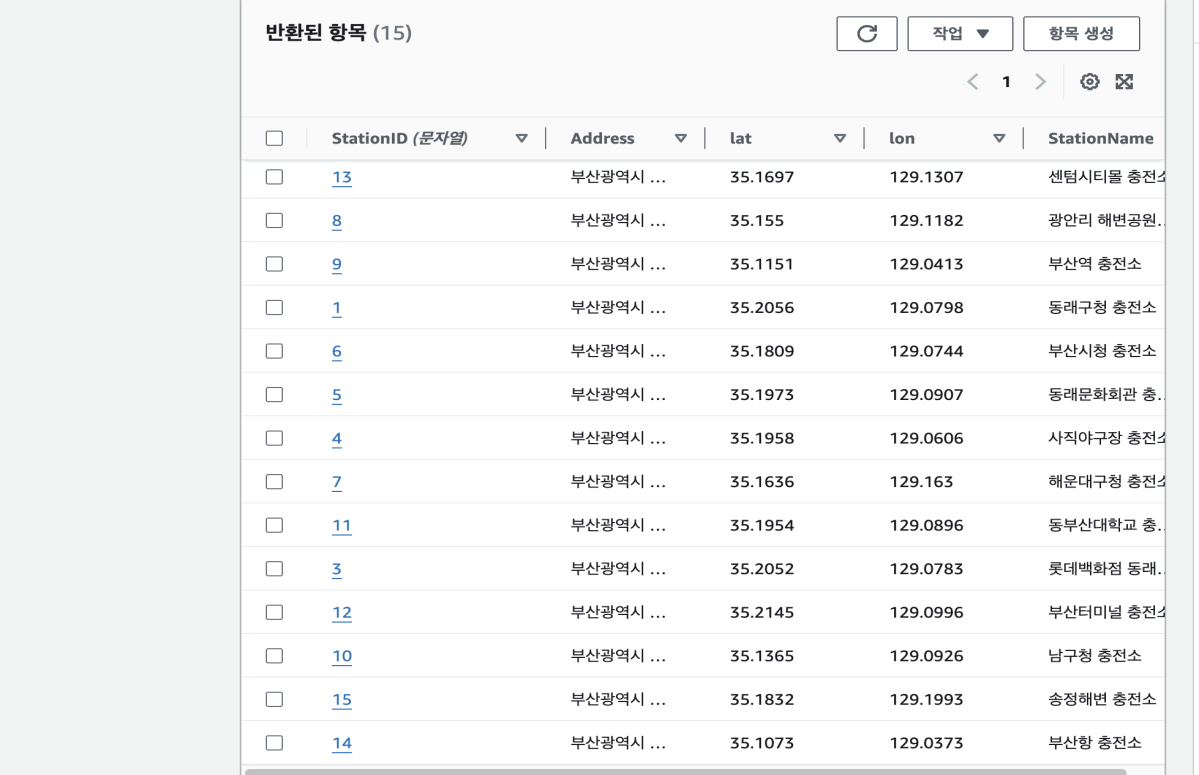 반환된 항목 (15)
작업
항목 생성
1
StationID (문자열) Address lat lon StationName
13 부산광역시 ... 35.1697 129.1307 센텀시티몰 충전소
8 부산광역시 ... 35.155 129.1182 광안리 해변공원..
9 부산광역시 ... 35.1151 129.0413 부산역 충전소
1 부산광역시 ... 35.2056 129.0798 동래구청 충전소
6 부산광역시 ... 35.1809 129.0744 부산시청 충전소
5 부산광역시 ... 35.1973 129.0907 동래문화회관 충..
4 부산광역시 ... 35.1958 129.0606 사직야구장 충전소
7 부산광역시 ... 35.1636 129.163 해운대구청 충전소
11 부산광역시 ... 35.1954 129.0896 동부산대학교 충..
3 부산광역시 ... 35.2052 129.0783 롯데백화점 동래..
12 부산광역시 ... 35.2145 129.0996 부산터미널 충전소
10 부산광역시 ... 35.1365 129.0926 남구청 충전소
15 부산광역시 ... 35.1832 129.1993 송정해변 충전소
14 부산광역시 ... 35.1073 129.0373 부산항 충전소